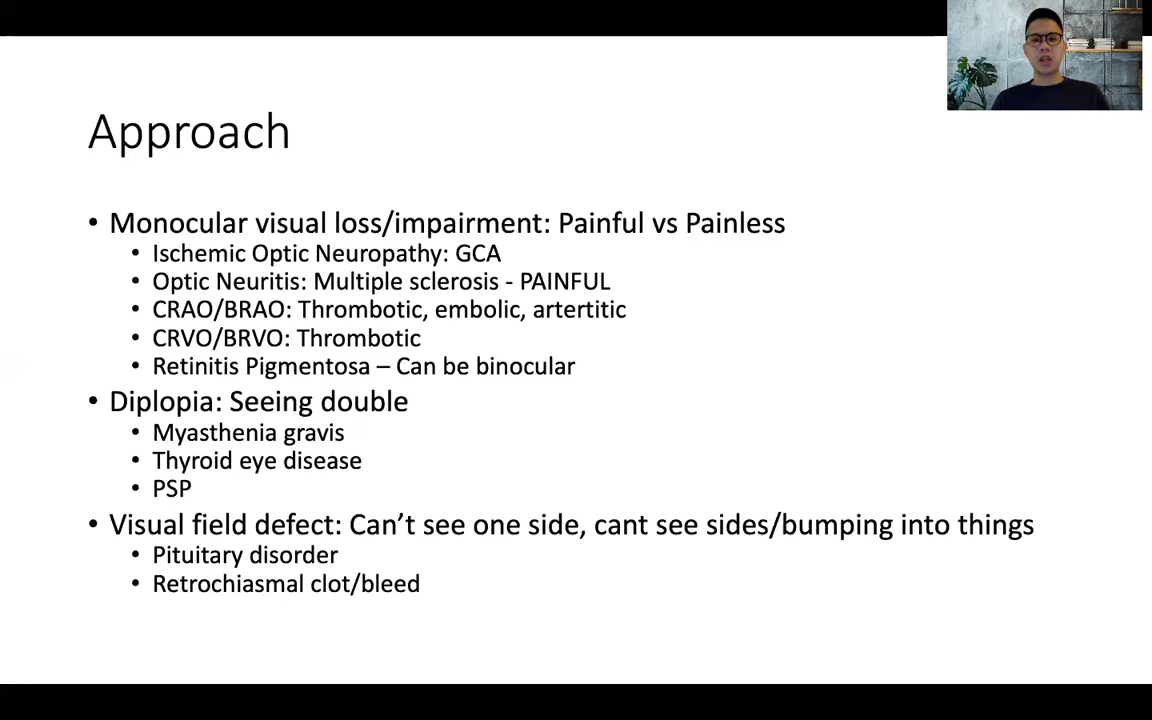 Approach
• Monocular visual loss/impairment: Painful vs Painless
• Ischemic Optic Neuropathy: GCA
• Optic Neuritis: Multiple sclerosis - PAINFUL
• CRAO/BRAO: Thrombotic, embolic, artertitic
• CRVO/BRVO: Thrombotic
• Retinitis Pigmentosa – Can be binocular
• Diplopia: Seeing double
• Myasthenia gravis
• Thyroid eye disease
• PSP
• Visual field defect: Can’t see one side, cant see sides/bumping into things
• Pituitary disorder
• Retrochiasmal clot/bleed